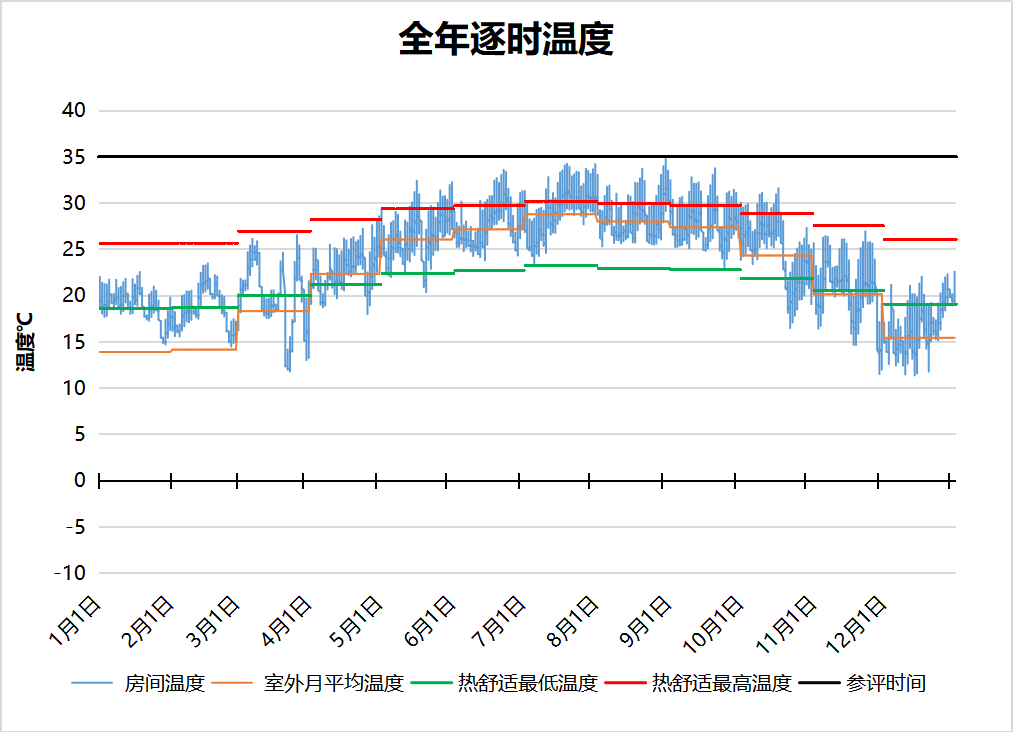 全年逐时温度
40
35
30
25
20
15
10
5
0
-5
-10
温度℃
1月1日
2月1日
3月1日
4月1日
5月1日
6月1日
7月1日
8月1日
9月1日
10月1日
11月1日
12月1日
房间温度 室外月平均温度 热舒适最低温度 热舒适最高温度 参评时间